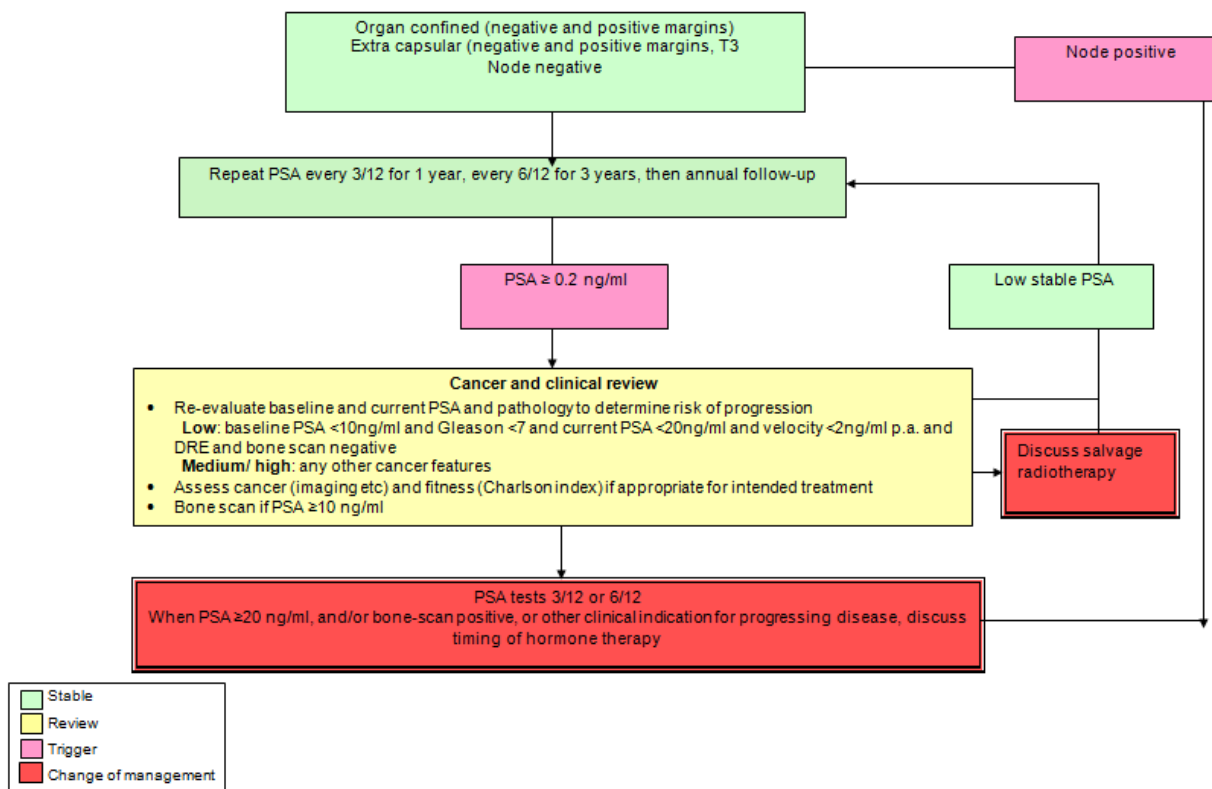 Organ confined (negative and positive margins)
Extra capsular (negative and positive margins, T3
Node negative
Node positive
Repeat PSA every 3/12 for 1 year, every 6/12 for 3 years, then annual follow-up
PSA ≥ 0.2 ng/ml
Low stable PSA
Cancer and clinical review
• Re-evaluate baseline and current PSA and pathology to determine risk of progression
Low: baseline PSA <10ng/ml and Gleason <7 and current PSA <20ng/ml and velocity <2ng/ml p.a. and
DRE and bone scan negative
Medium/ high: any other cancer features
• Assess cancer (imaging etc) and fitness (Charlson index) if appropriate for intended treatment
• Bone scan if PSA ≥10 ng/ml
Discuss salvage
radiotherapy
PSA tests 3/12 or 6/12
When PSA ≥20 ng/ml, and/or bone-scan positive, or other clinical indication for progressing disease, discuss
timing of hormone therapy
Stable
Review
Trigger
Change of management